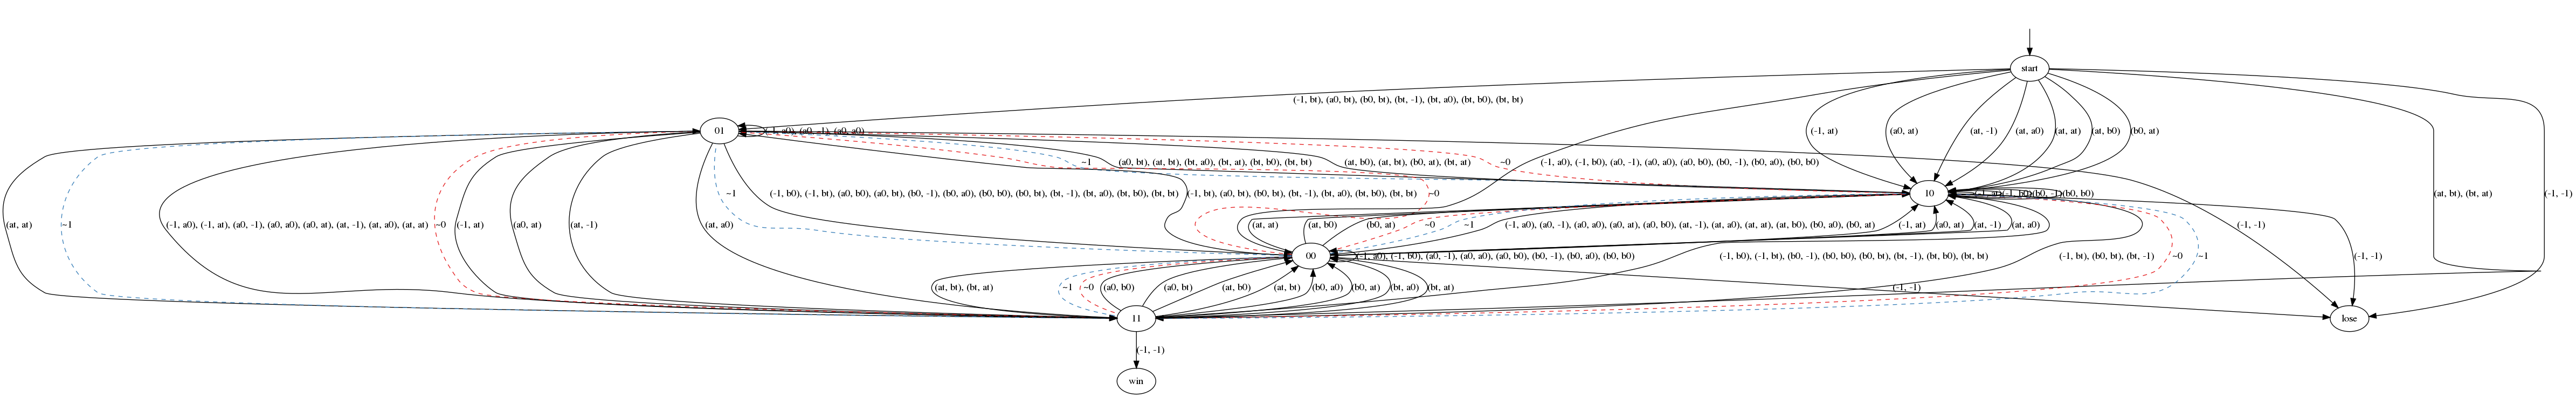 start
(-1, bt), (a0, bt), (b0, bt), (bt, -1), (bt, a0), (bt, b0), (bt, bt)
01
(-1, a0), (a0, -1), (a0, a0)
(-1, at)
(a0, at)
(at, -1)
(at, a0)
(at, at)
(at, b0)
(b0, at)
~1
(a0, bt), (at, bt), (bt, a0), (bt, at), (bt, b0), (bt, bt)
(at, b0), (at, bt), (b0, at), (bt, at)
~0
(-1, a0), (-1, b0), (a0, -1), (a0, a0), (a0, b0), (b0, -1), (b0, a0), (b0, b0)
~1
(-1, b0), (-1, bt), (a0, b0), (a0, bt), (b0, -1), (b0, a0), (b0, b0), (b0, bt), (bt, -1), (bt, a0), (bt, b0), (bt, bt)
(-1, bt), (a0, bt), (b0, bt), (bt, -1), (bt, a0), (bt, b0), (bt, bt)
~0
10
(b0, b0)
(at, bt), (bt, at)
(-1, -1)
(at, at)
~1
(-1, a0), (-1, at), (a0, -1), (a0, a0), (a0, at), (at, -1), (at, a0), (at, at)
~0
(-1, at)
(a0, at)
(at, -1)
(at, a0)
(at, at)
(at, b0)
(b0, at)
~0
~1
(-1, a0), (a0, -1), (a0, a0), (a0, at), (a0, b0), (at, -1), (at, a0), (at, at), (at, b0), (b0, a0), (b0, at)
(-1, at)
(a0, at)
(at, -1)
(at, a0)
(-1, -1)
00
(-1, a0), (-1, b0), (a0, -1), (a0, a0), (a0, b0), (b0, -1), (b0, a0), (b0, b0)
(-1, b0), (-1, bt), (b0, -1), (b0, b0), (b0, bt), (bt, -1), (bt, b0), (bt, bt)
(-1, bt), (b0, bt), (bt, -1)
~0
~1
(-1, -1)
(at, bt), (bt, at)
~1
~0
(a0, b0)
(a0, bt)
(at, b0)
(at, bt)
(b0, a0)
(b0, at)
(bt, a0)
(bt, at)
(-1, -1)
11
lose
(-1, -1)
win